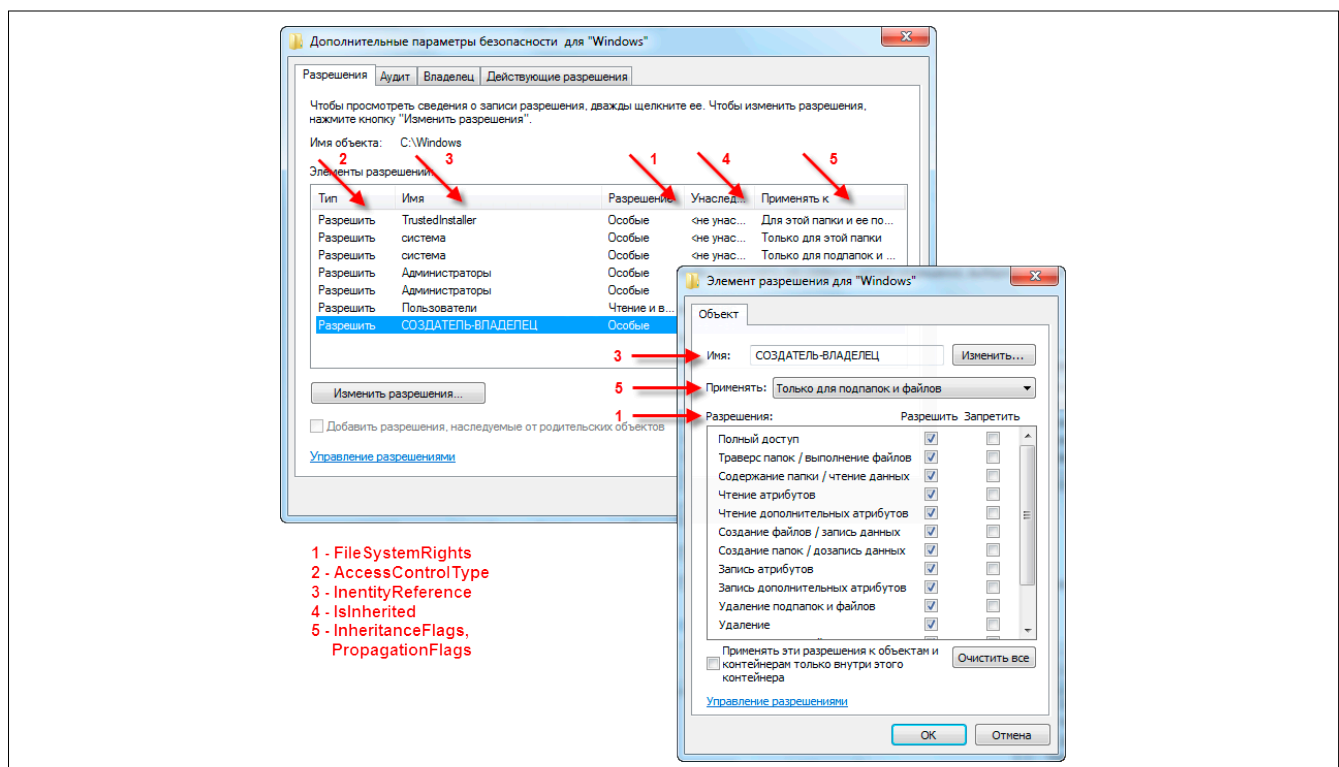 Дополнительные параметры безопасности для "Windows"
Разрешения Аудит Владелец Действующие разрешения
Чтобы просмотреть сведения о записи разрешения, дважды щелкните ее. Чтобы изменить разрешения,
нажмите кнопку "Изменить разрешения".
Имя объекта: C:\Windows
2 3 1 4 5
Элементы разрешений:
Тип Имя Разрешение Унаслед... Применять к
Разрешить TrustedInstaller Особые <не унас... Для этой папки и ее по...
Разрешить система Особые <не унас... Только для этой папки
Разрешить система Особые <не унас... Только для подпапок и ...
Разрешить Администраторы Особые
Разрешить Администраторы Особые
Разрешить Пользователи Чтение и в...
Разрешить СОЗДАТЕЛЬ-ВЛАДЕЛЕЦ Особые
Изменить разрешения...
Добавить разрешения, наследуемые от родительских объектов
Управление разрешениями
Элемент разрешения для "Windows"
Объект
3 Имя: СОЗДАТЕЛЬ-ВЛАДЕЛЕЦ Изменить...
5 Применять: Только для подпапок и файлов
1 Разрешения: Разрешить Запретить
Полный доступ
Траверс папок / выполнение файлов
Содержание папки / чтение данных
Чтение атрибутов
Чтение дополнительных атрибутов
Создание файлов / запись данных
Создание папок / дозапись данных
Запись атрибутов
Запись дополнительных атрибутов
Удаление подпапок и файлов
Удаление
Применять эти разрешения к объектам и
контейнерам только внутри этого
контейнера
Очистить все
Управление разрешениями
ОК Отмена
1 - FileSystemRights
2 - AccessControlType
3 - InentityReference
4 - IsInherited
5 - InheritanceFlags,
PropagationFlags